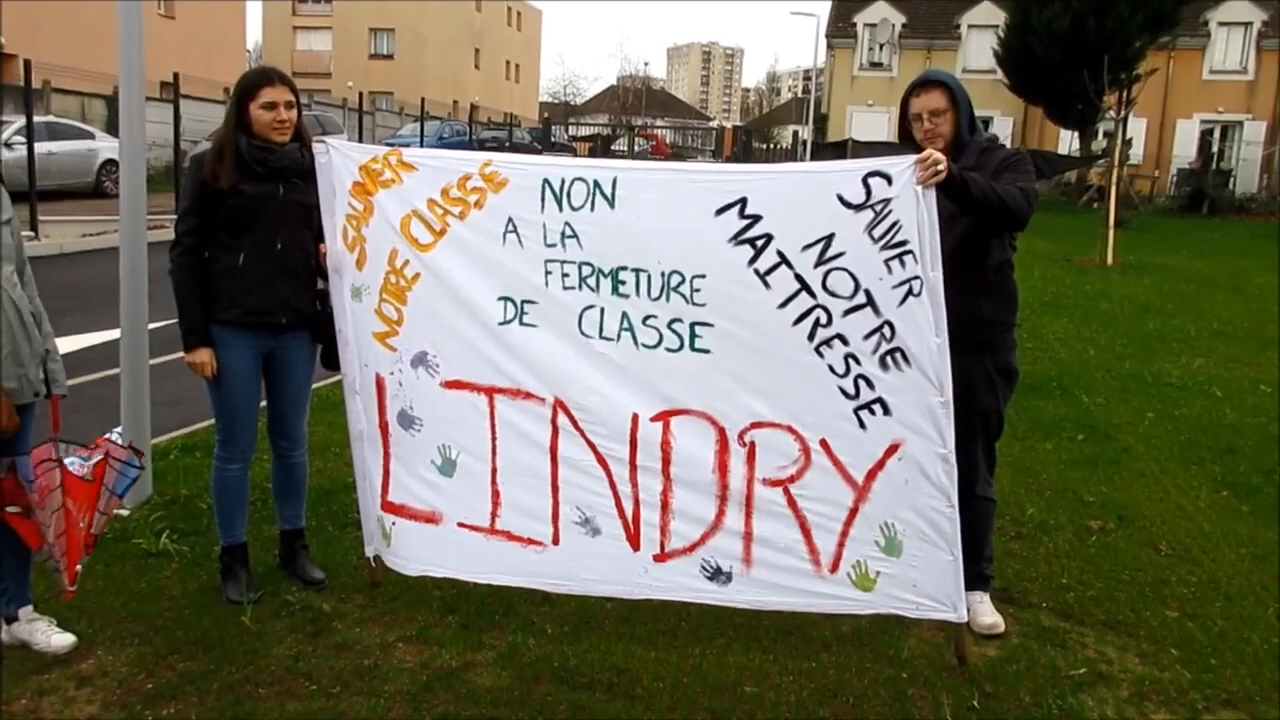 SAUVER
NOTRE CLASSE
NON
A LA
FERMETURE
DE CLASSE
SAUVER
NOTRE
MAITRESSE
LINDRY